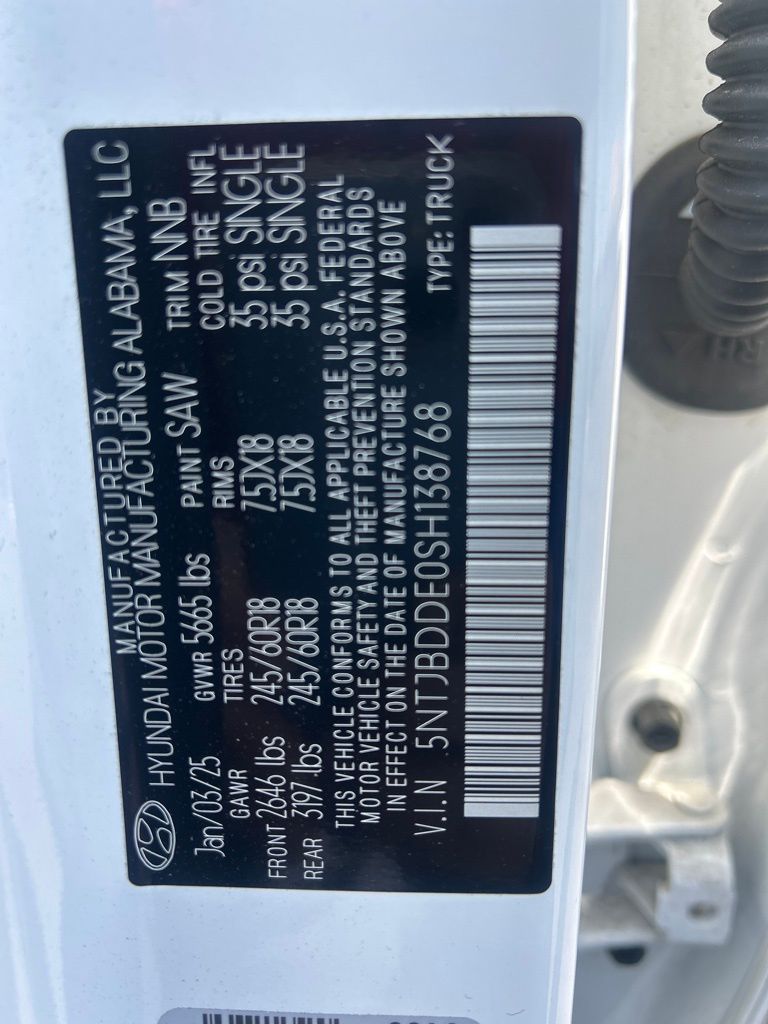 MANUFACTURED BY
HYUNDAI MOTOR MANUFACTURING ALABAMA, LLC
Jan/03/25 GVWR 5665 lbs PAINT SAW TRIM NNB
GAWR TIRES RIMS COLD TIRE INFL
FRONT 2646 lbs 245/60R18 7.5JX18 35 psi SINGLE
REAR 3197 lbs 245/60R18 7.5JX18 35 psi SINGLE
THIS VEHICLE CONFORMS TO ALL APPLICABLE U.S.A. FEDERAL
MOTOR VEHICLE SAFETY AND THEFT PREVENTION STANDARDS
IN EFFECT ON THE DATE OF MANUFACTURE SHOWN ABOVE
V.I.N 5NTJBDDE0SH138768 TYPE: TRUCK